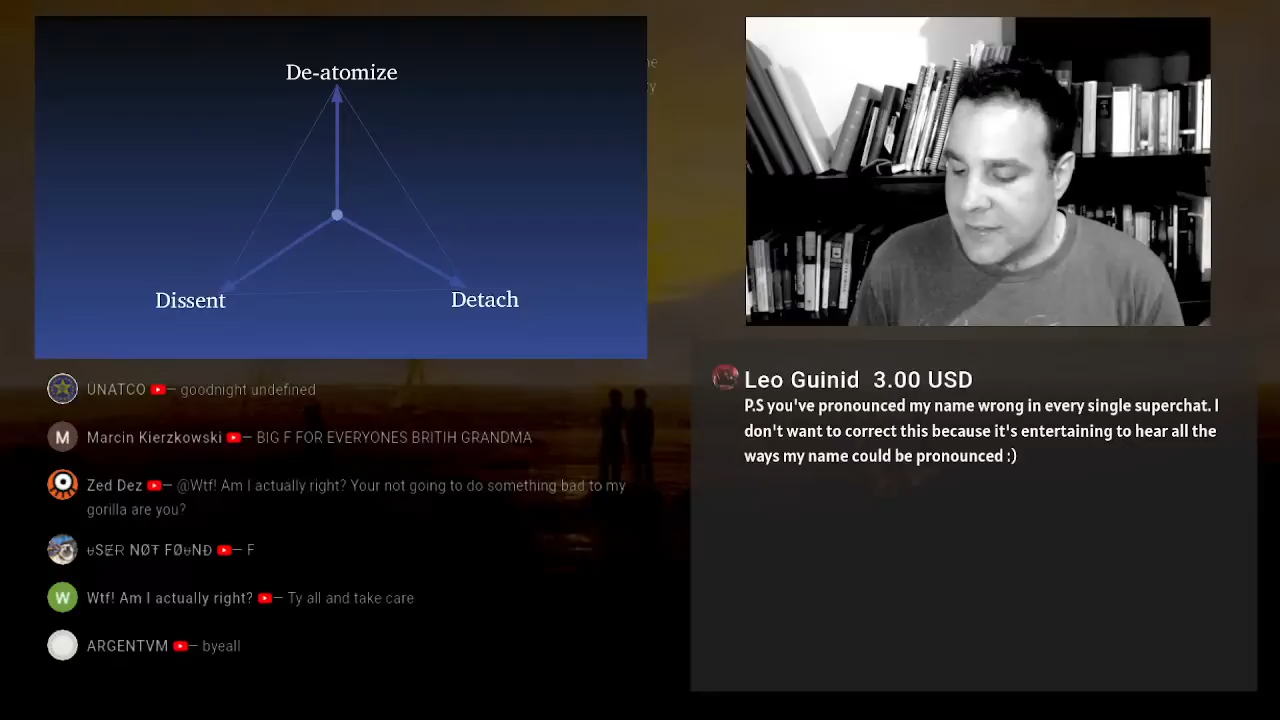 De-atomize
Dissent
Detach
UNATCO — goodnight undefined
Marcin Kierzkowski — BIG F FOR EVERYONES BRITIH GRANDMA
Zed Dez — @Wtf! Am I actually right? Your not going to do something bad to my
gorilla are you?
ʉSɆR NØŦ FØʉNĐ — F
Wtf! Am I actually right? — Ty all and take care
ARGENTVM — byeall
M
W
Leo Guinid 3.00 USD
P.S you've pronounced my name wrong in every single superchat. I
don't want to correct this because it's entertaining to hear all the
ways my name could be pronounced :)